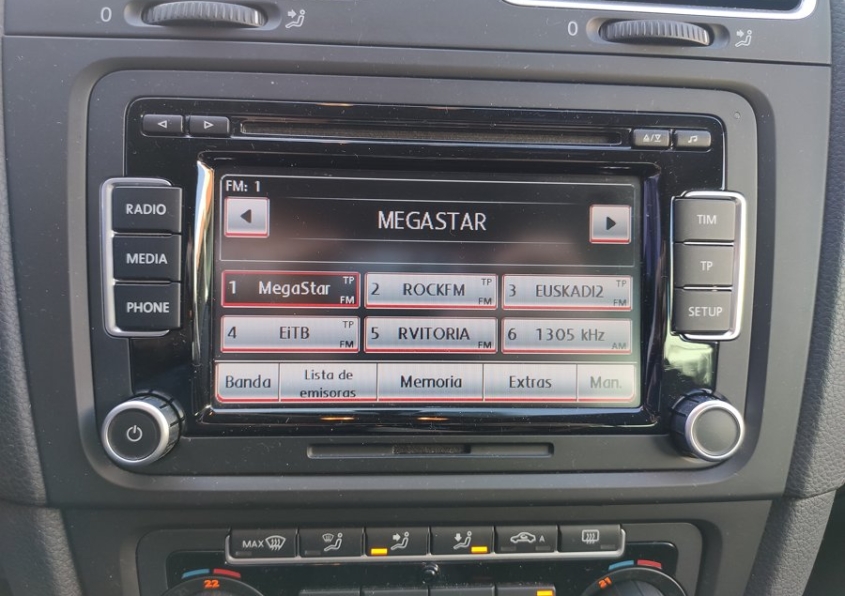 0
0
RADIO
MEDIA
PHONE
FM: 1
MEGASTAR
1 MegaStar TP FM
2 ROCKFM TP FM
3 EUSKADI2 TP FM
4 EiTB TP FM
5 RVITORIA FM
6 1305 kHz AM
Banda
Lista de
emisoras
Memoria
Extras
Man.
TIM
TP
SETUP
MAX
A
22
21